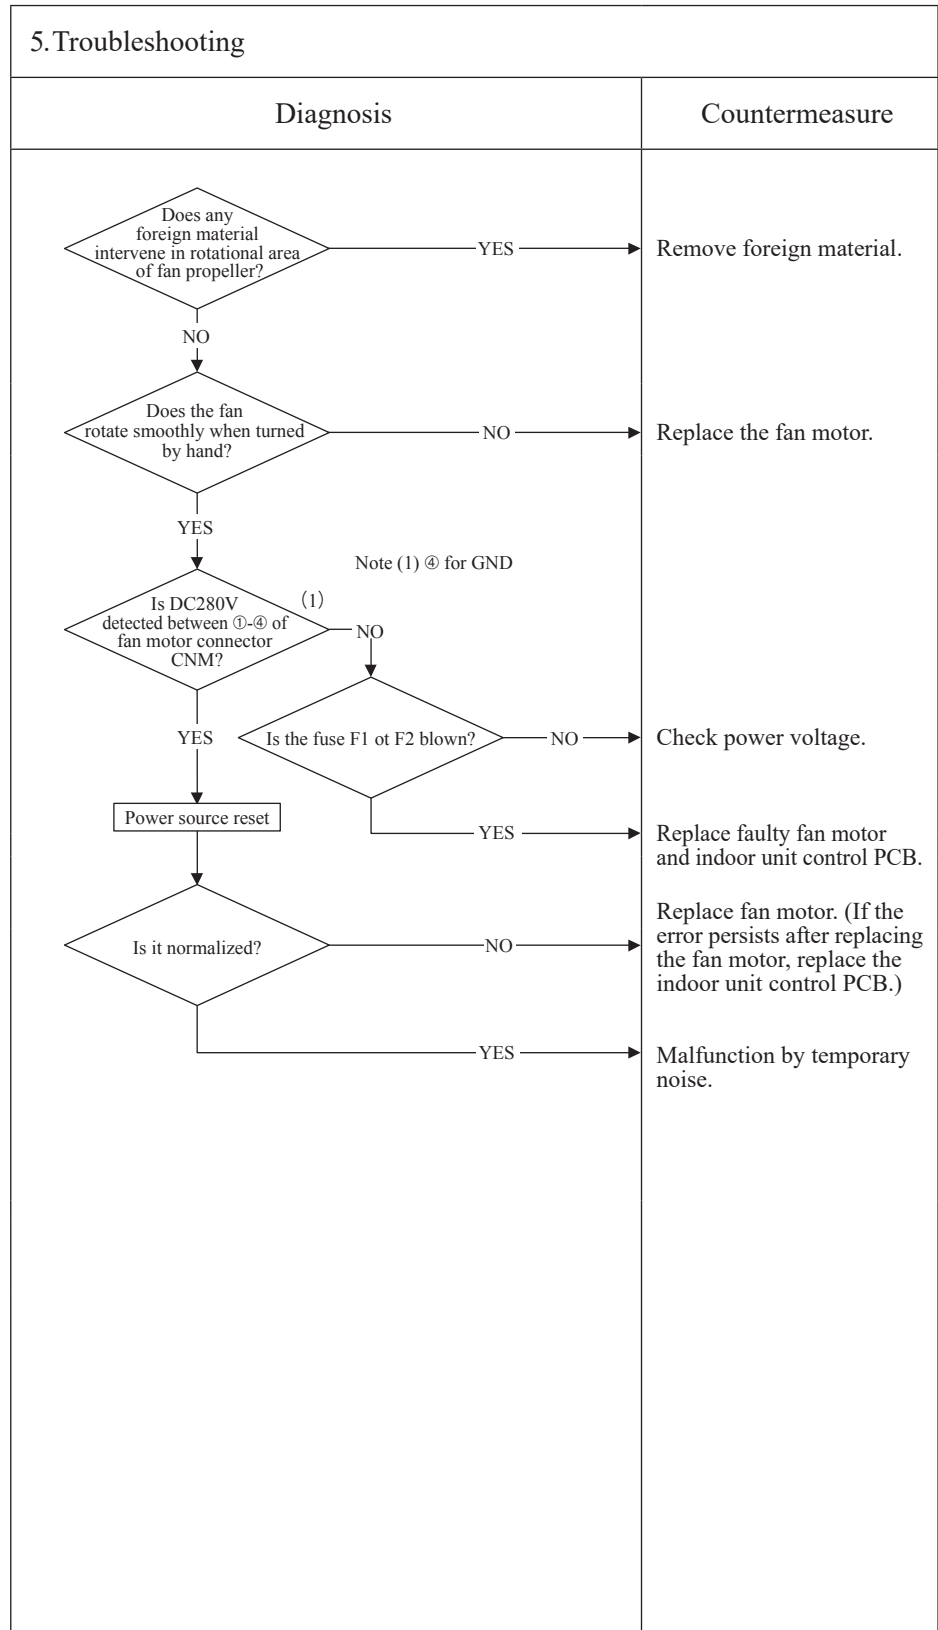 5.Troubleshooting
Diagnosis
Countermeasure
Does any
foreign material
intervene in rotational area
of fan propeller?
YES
Remove foreign material.
NO
Does the fan
rotate smoothly when turned
by hand?
NO
Replace the fan motor.
YES
Note (1) ④ for GND
Is DC280V
detected between ①-④ of
fan motor connector
CNM?
(1)
NO
YES
Is the fuse F1 ot F2 blown?
NO
Check power voltage.
Power source reset
YES
Replace faulty fan motor
and indoor unit control PCB.
Is it normalized?
NO
Replace fan motor. (If the
error persists after replacing
the fan motor, replace the
indoor unit control PCB.)
YES
Malfunction by temporary
noise.